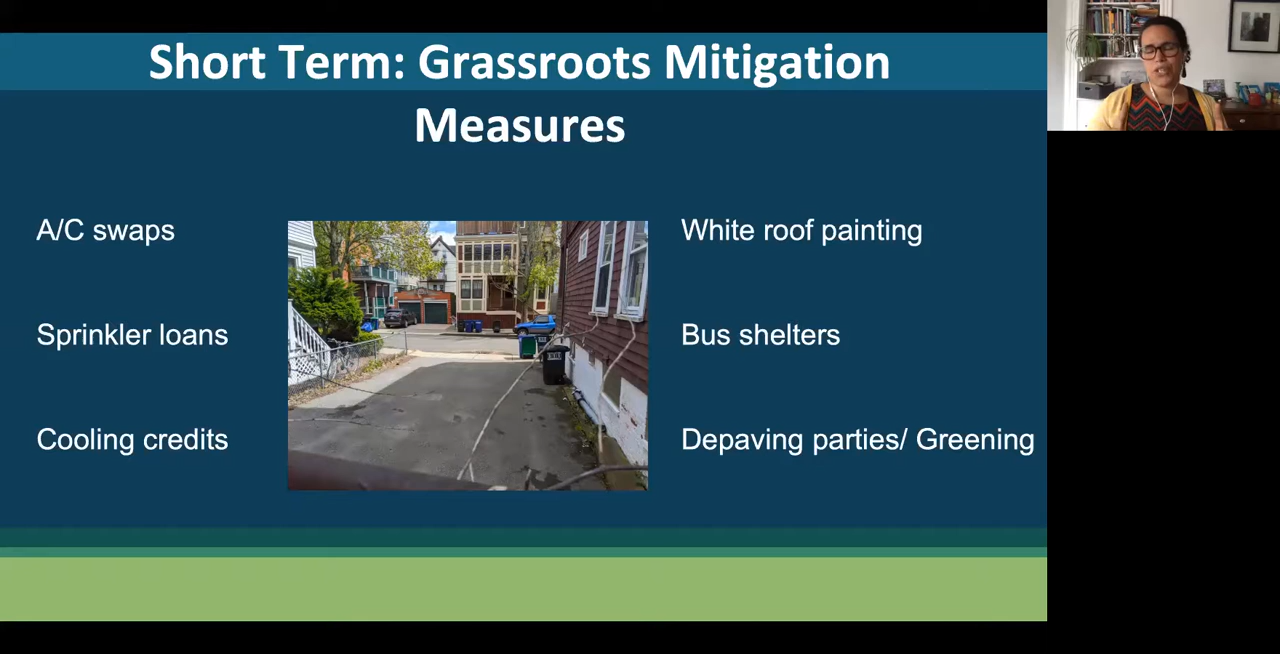 Short Term: Grassroots Mitigation
Measures
A/C swaps
White roof painting
Sprinkler loans
Bus shelters
Cooling credits
Depaving parties/ Greening